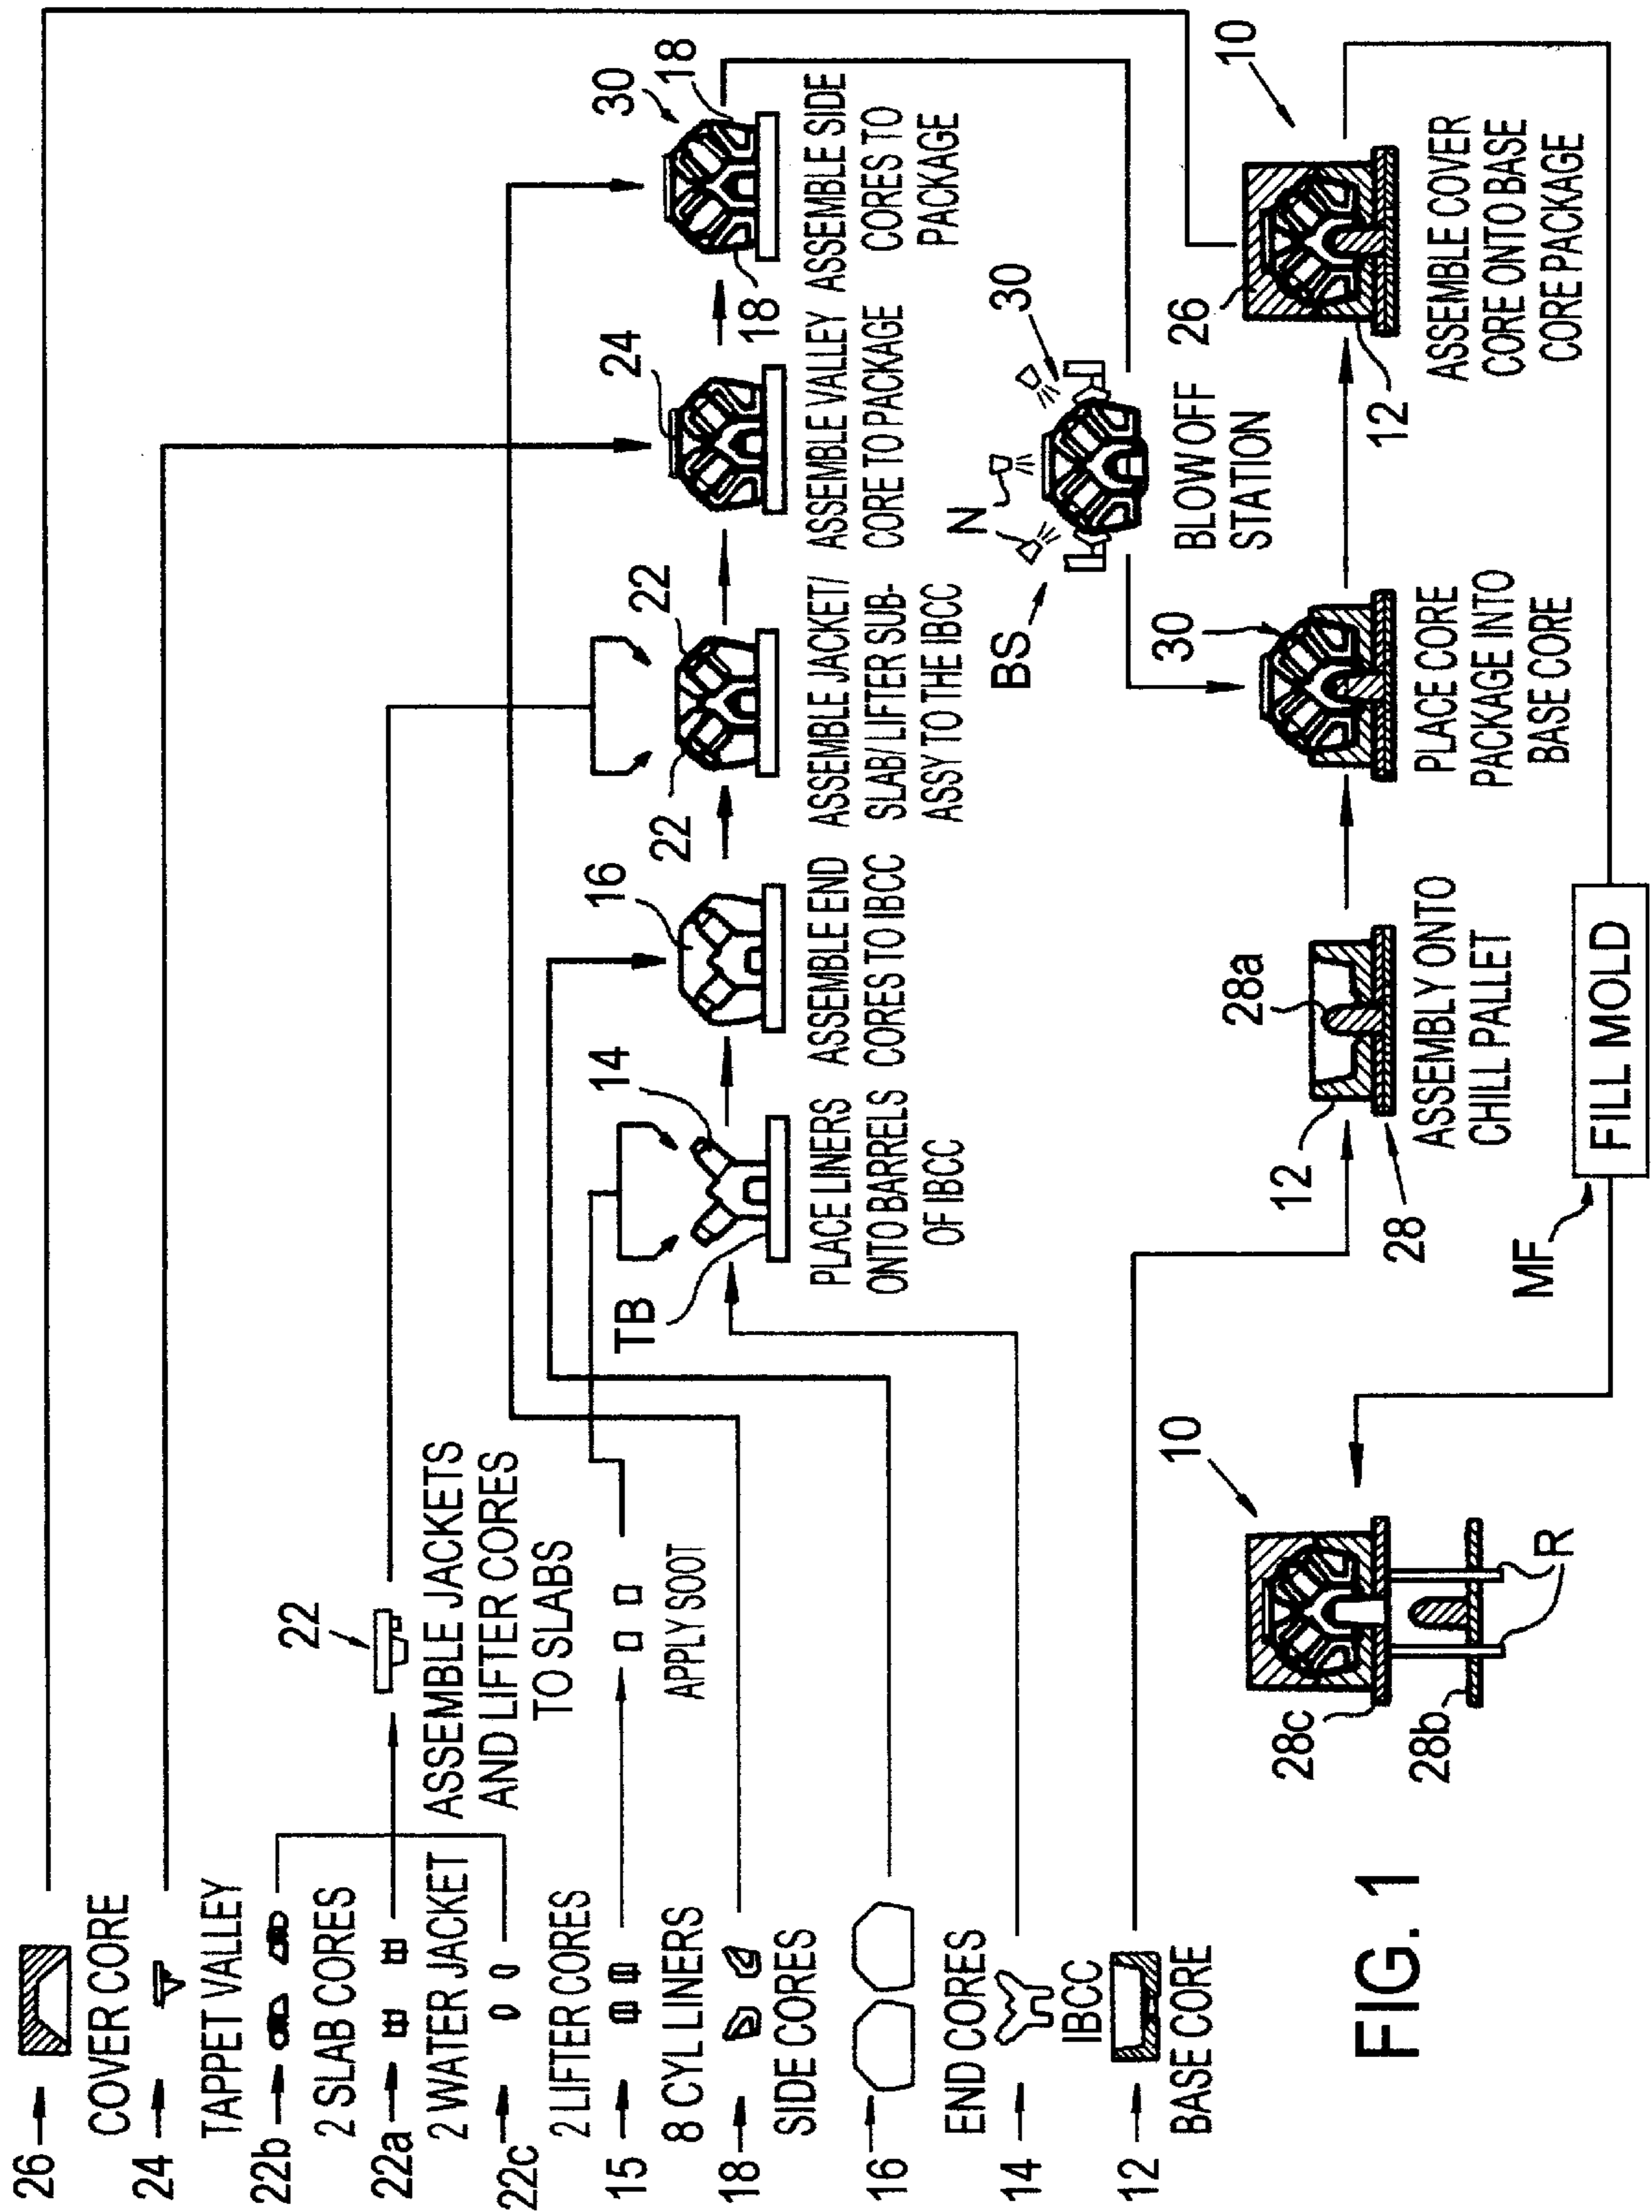 26
COVER CORE
24
TAPPET VALLEY
22b
2 SLAB CORES
22a
2 WATER JACKET
22c
2 LIFTER CORES
15
8 CYL LINERS
18
SIDE CORES
16
END CORES
14
IBCC
12
BASE CORE
22
ASSEMBLE JACKETS
AND LIFTER CORES
TO SLABS
APPLY SOOT
TB
14
PLACE LINERS
ONTO BARRELS
OF IBCC
16
ASSEMBLE END
CORES TO IBCC
22
22
ASSEMBLE JACKET/
SLAB/LIFTER SUB-
ASSY TO THE IBCC
24
ASSEMBLE VALLEY
CORE TO PACKAGE
30
18
18
ASSEMBLE SIDE
CORES TO
PACKAGE
BS
N
30
BLOW OFF
STATION
12
28a
28
ASSEMBLY ONTO
CHILL PALLET
30
PLACE CORE
PACKAGE INTO
BASE CORE
26
10
12
ASSEMBLE COVER
CORE ONTO BASE
CORE PACKAGE
MF
FILL MOLD
10
28c
28b
R
FIG. 1